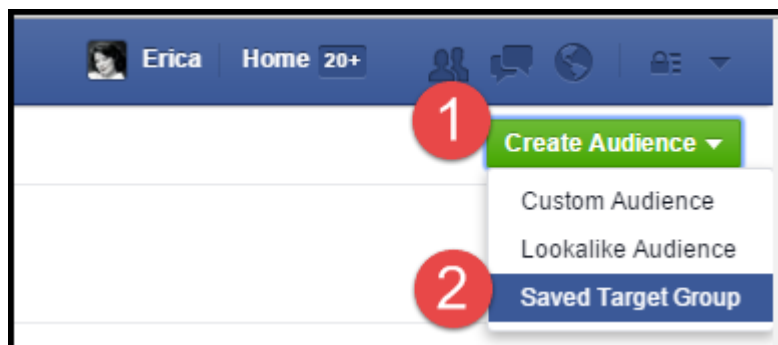 Erica Home 20+
1 Create Audience
Custom Audience
Lookalike Audience
2 Saved Target Group